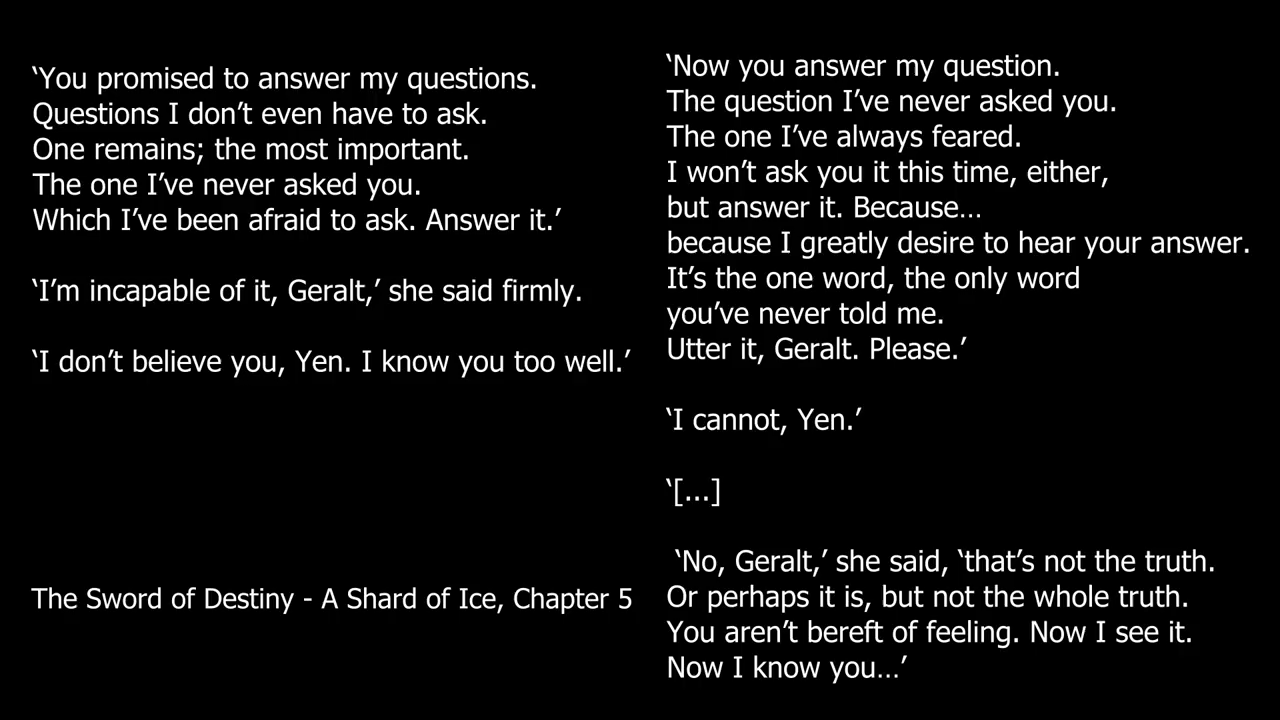 ‘You promised to answer my questions.
Questions I don’t even have to ask.
One remains; the most important.
The one I’ve never asked you.
Which I’ve been afraid to ask. Answer it.’
‘I’m incapable of it, Geralt,’ she said firmly.
‘I don’t believe you, Yen. I know you too well.’
The Sword of Destiny - A Shard of Ice, Chapter 5
‘Now you answer my question.
The question I’ve never asked you.
The one I’ve always feared.
I won’t ask you it this time, either,
but answer it. Because…
because I greatly desire to hear your answer.
It’s the one word, the only word
you’ve never told me.
Utter it, Geralt. Please.’
‘I cannot, Yen.’
‘[...]
‘No, Geralt,’ she said, ‘that’s not the truth.
Or perhaps it is, but not the whole truth.
You aren’t bereft of feeling. Now I see it.
Now I know you…’